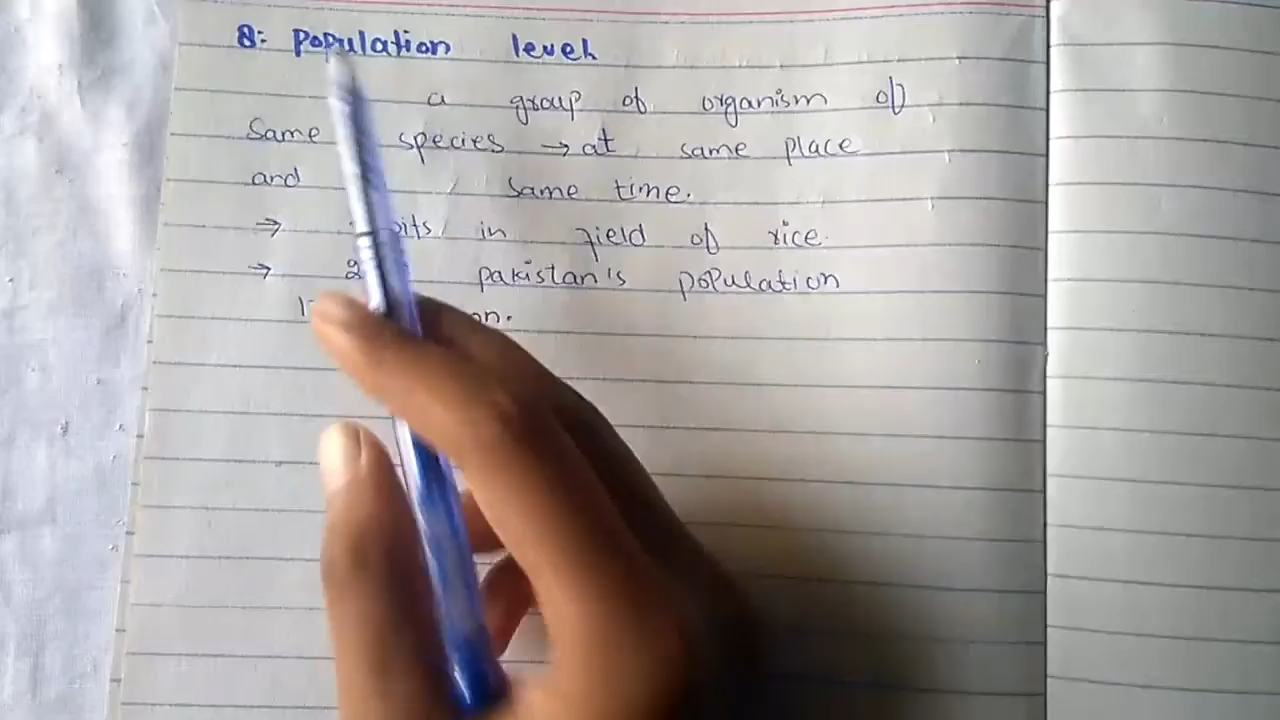 8: Population level
a group of organism of
same species → at same place
and same time.
⇒ in field of rice.
⇒ pakistan's population